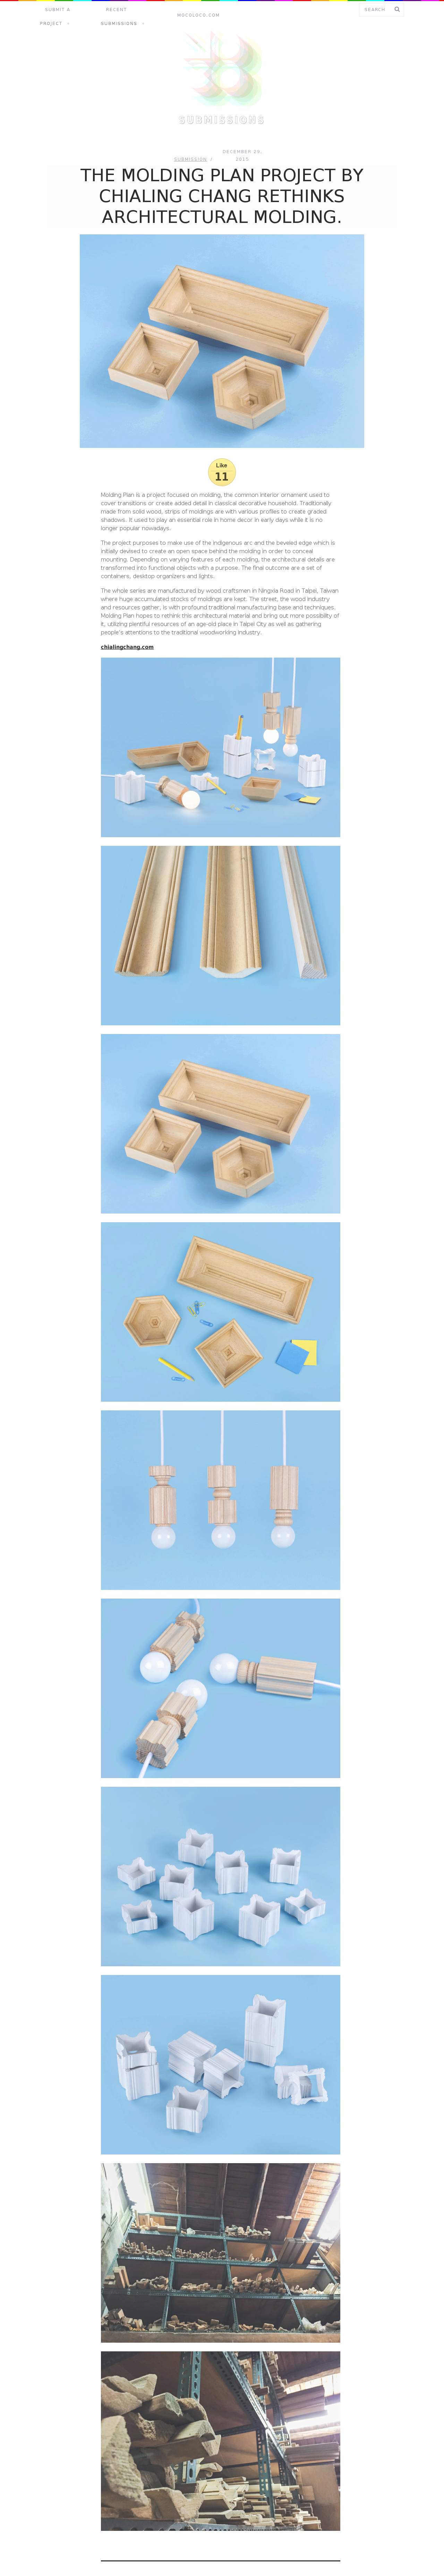 SUBMIT A PROJECT
RECENT SUBMISSIONS
MOCOLOCO.COM
SEARCH
SUBMISSIONS
SUBMISSION / DECEMBER 28, 2015
THE MOLDING PLAN PROJECT BY
CHIALING CHANG RETHINKS
ARCHITECTURAL MOLDING.
Like
11
Molding Plan is a project focused on molding, the common interior ornament used to
cover transitions or create added detail in classical decorative household. Traditionally
made from solid wood, strips of moldings are with various profiles to create graded
shadows. It used to play an essential role in home decor in early days while it is no
longer popular nowadays.
The project purposes to make use of the indigenous arc and the beveled edge which is
initially devised to create an open space behind the molding in order to conceal
mounting. Depending on varying features of each molding, the architectural details are
transformed into functional objects with a purpose. The final outcome are a set of
containers, desktop organizers and lights.
The whole series are manufactured by wood craftsmen in Ningxia Road in Taipei, Taiwan
where huge accumulated stocks of moldings are kept. The street, the wood industry
and resources gather, is with profound traditional manufacturing base and techniques.
Molding Plan hopes to rethink this architectural material and bring out more possibility of
it, utilizing plentiful resources of an age-old place in Taipei City as well as gathering
people's attentions to the traditional woodworking industry.
chialingchang.com